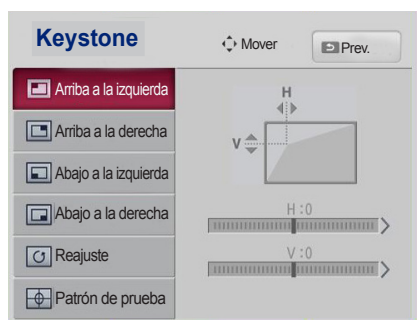 Keystone
Mover
Prev.
Arriba a la izquierda
Arriba a la derecha
Abajo a la izquierda
Abajo a la derecha
Reajuste
Patrón de prueba
H
V
H:0
V:0